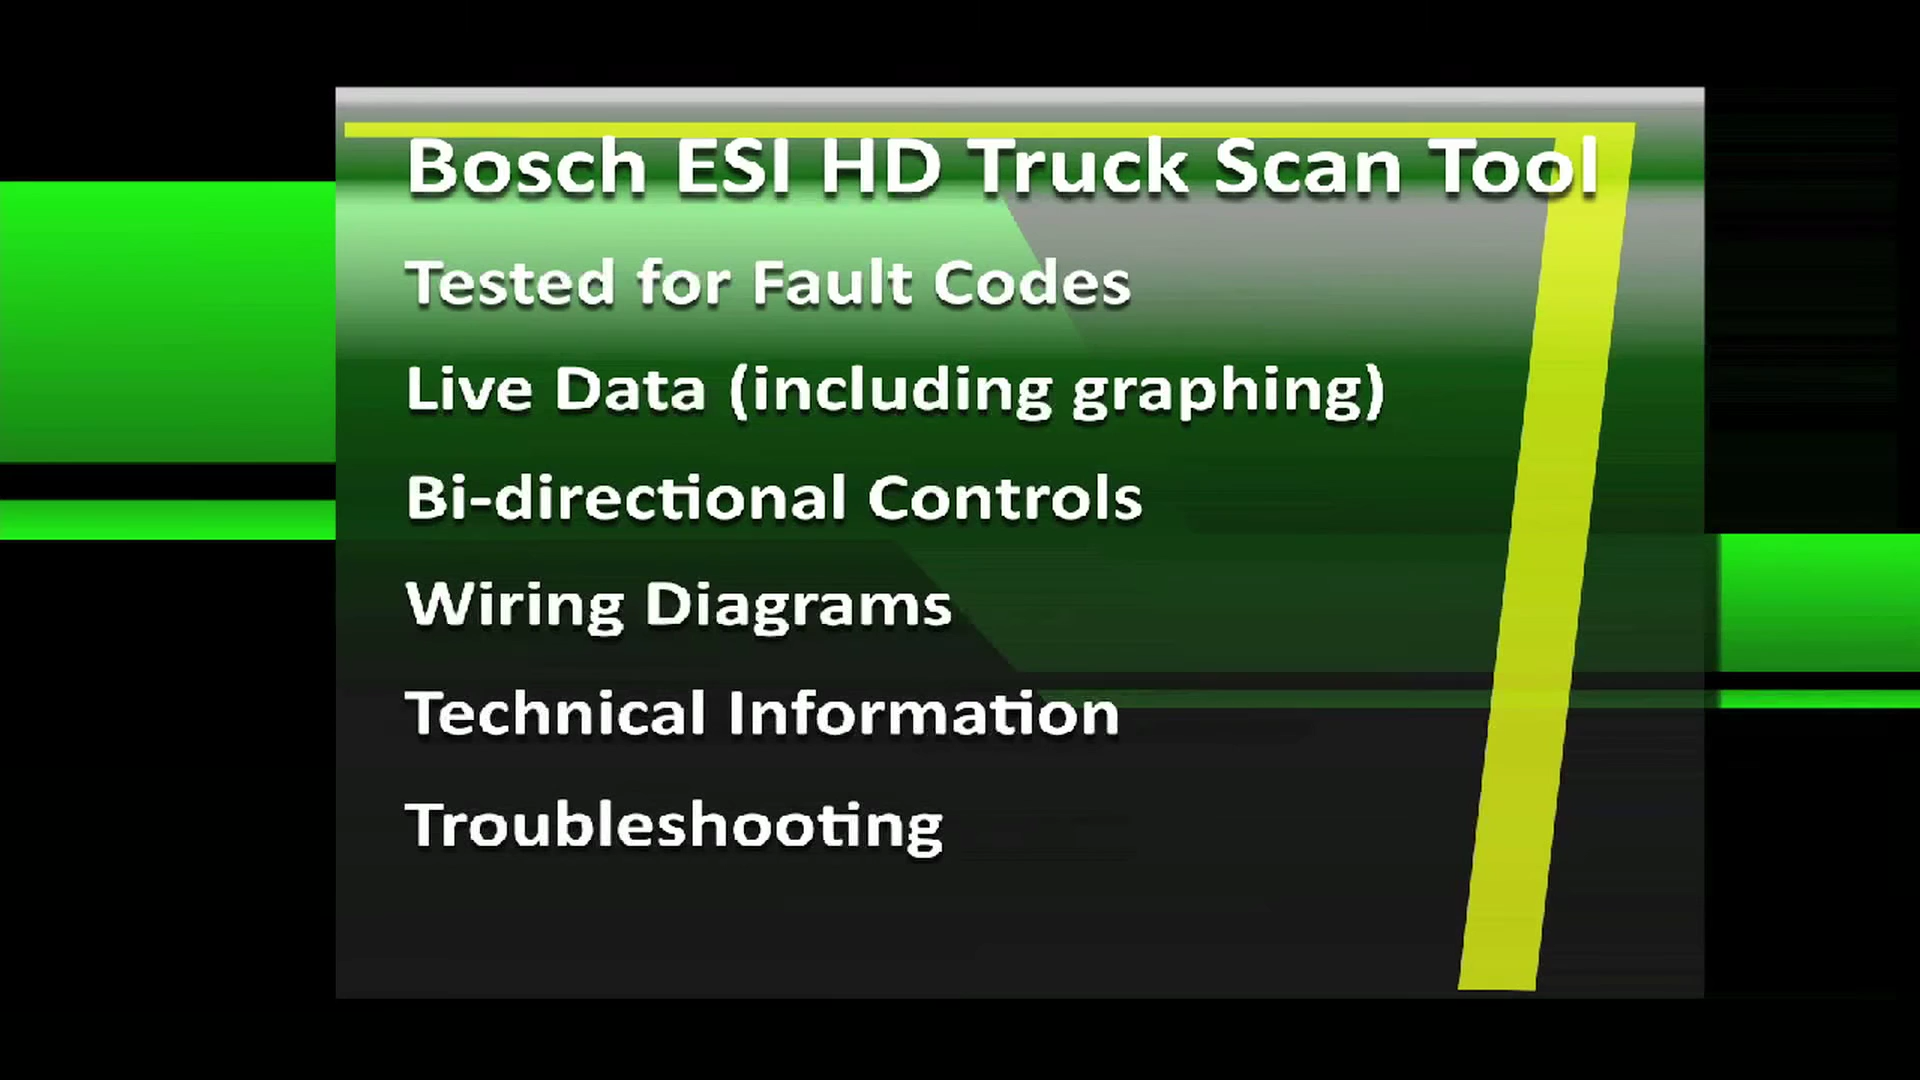 Bosch ESI HD Truck Scan Tool
Tested for Fault Codes
Live Data (including graphing)
Bi-directional Controls
Wiring Diagrams
Technical Information
Troubleshooting